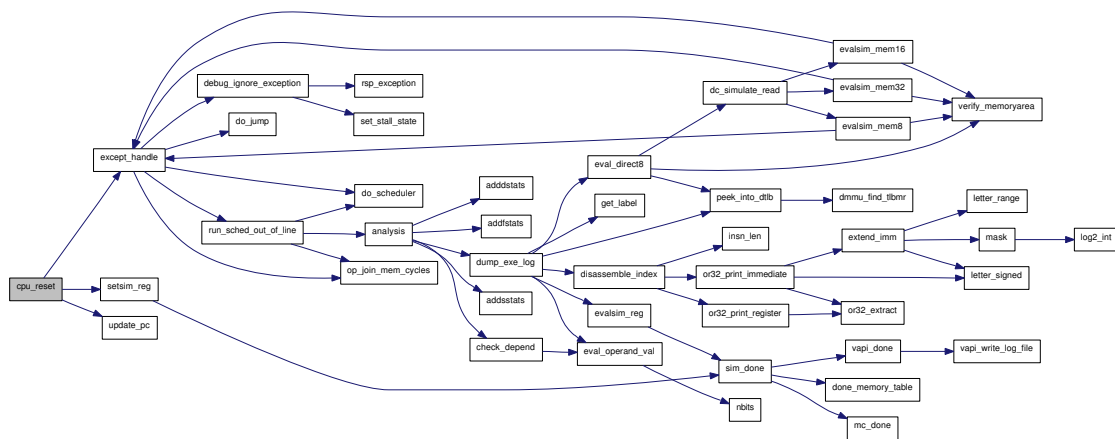 evalsim_mem16
debug_ignore_exception
rsp_exception
dc_simulate_read
evalsim_mem32
verify_memoryarea
do_jump
set_stall_state
evalsim_mem8
except_handle
eval_direct8
do_scheduler
adddstats
peek_into_dtlb
dmmu_find_tlbmr
letter_range
get_label
run_sched_out_of_line
analysis
addfstats
insn_len
extend_imm
mask
log2_int
op_join_mem_cycles
dump_exe_log
disassemble_index
or32_print_immediate
letter_signed
cpu_reset
setsim_reg
addsstats
evalsim_reg
or32_print_register
or32_extract
update_pc
check_depend
eval_operand_val
vapi_done
vapi_write_log_file
sim_done
done_memory_table
nbits
mc_done